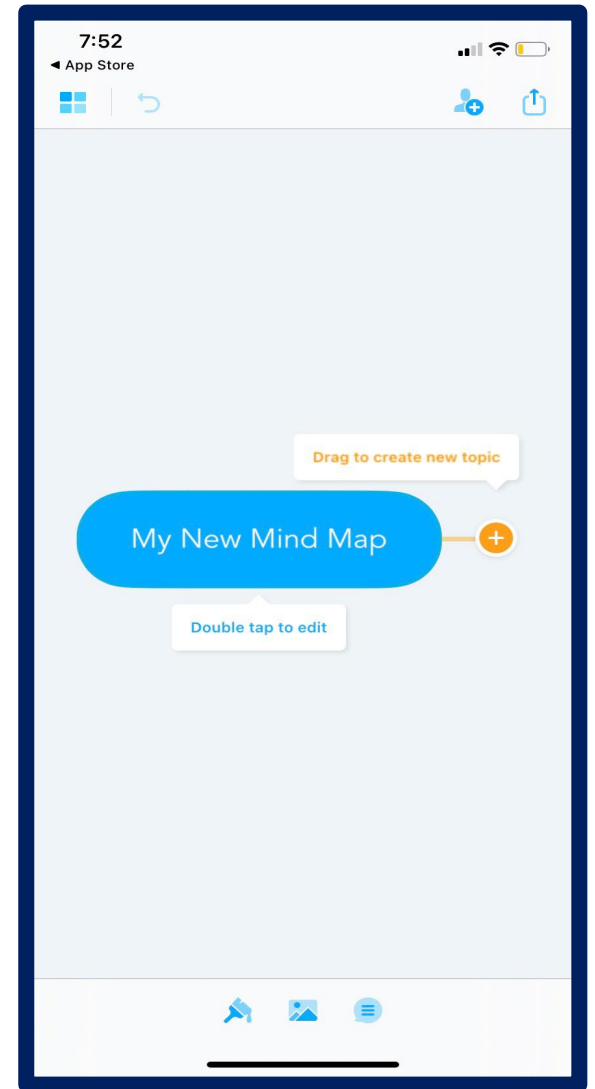 7:52
◀ App Store
Drag to create new topic
My New Mind Map
Double tap to edit